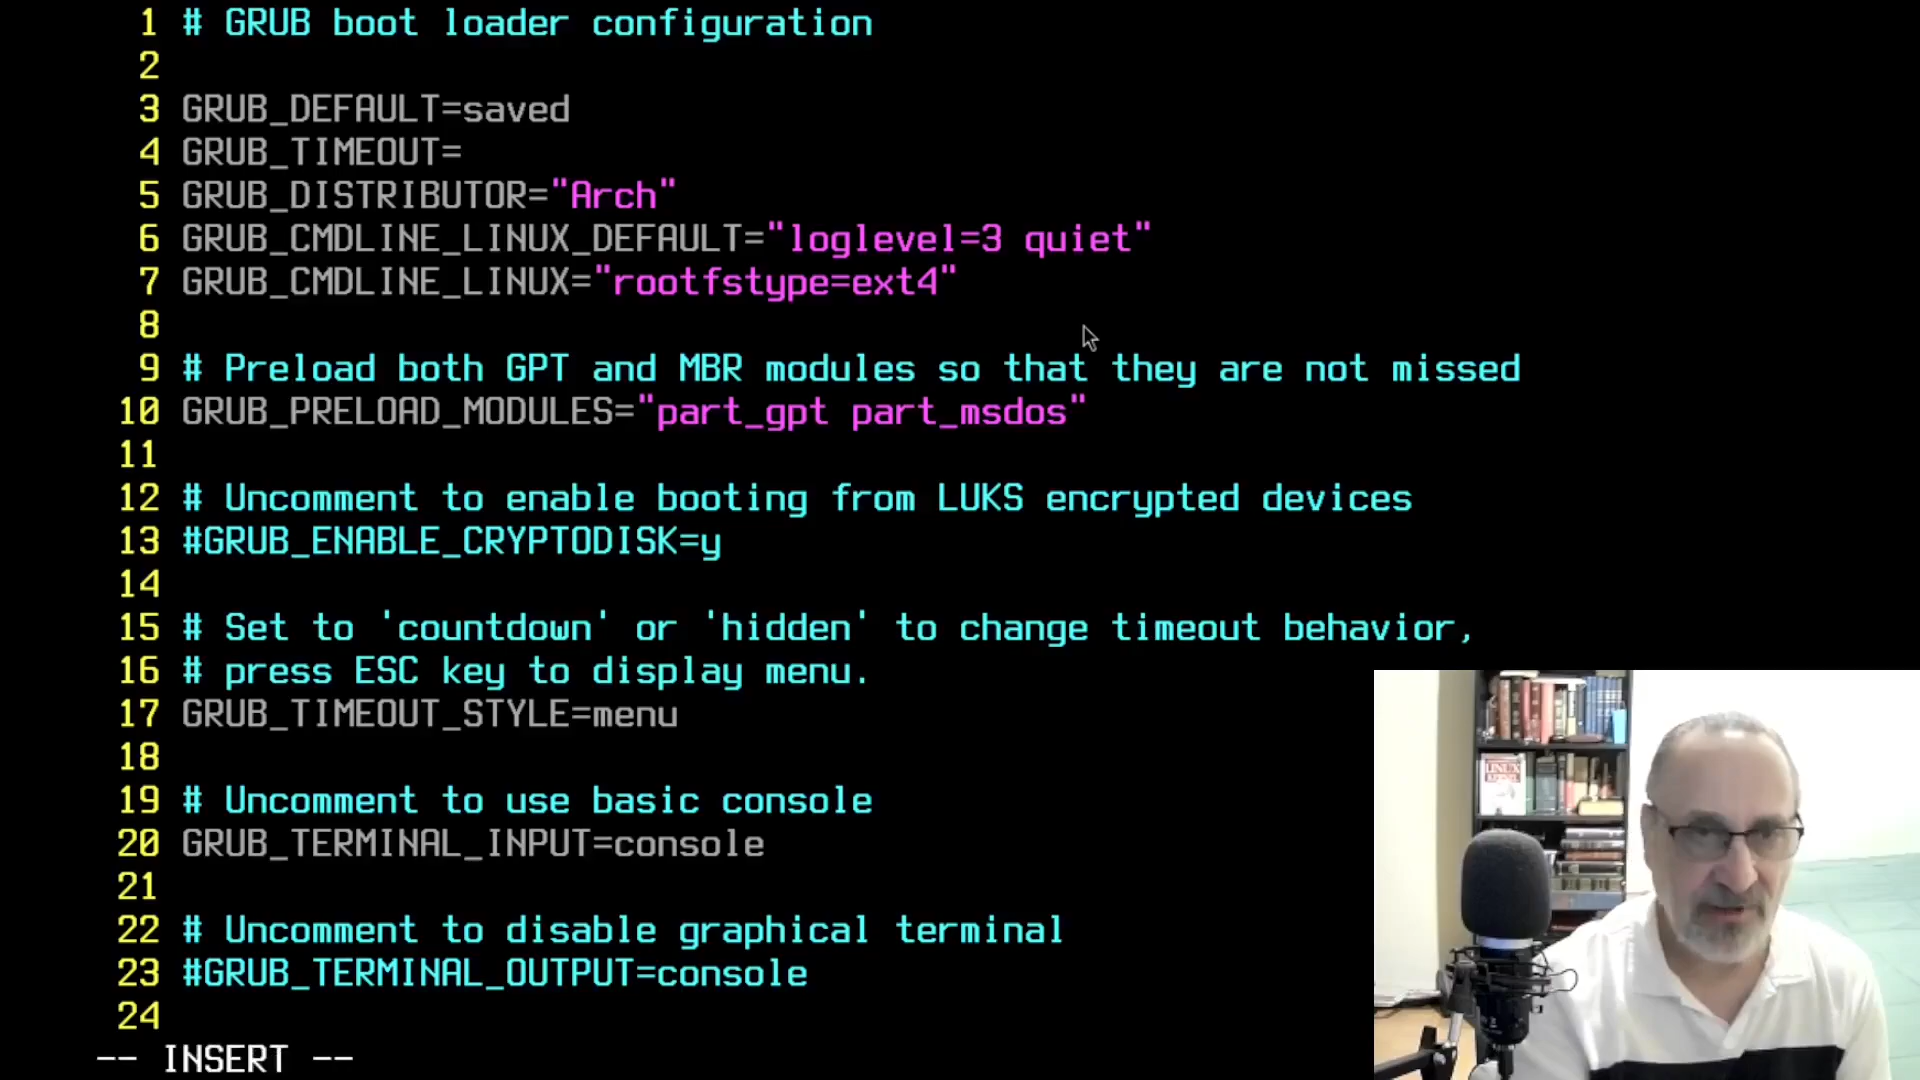 1 # GRUB boot loader configuration
2
3 GRUB_DEFAULT=saved
4 GRUB_TIMEOUT=
5 GRUB_DISTRIBUTOR="Arch"
6 GRUB_CMDLINE_LINUX_DEFAULT="loglevel=3 quiet"
7 GRUB_CMDLINE_LINUX="rootfstype=ext4"
8
9 # Preload both GPT and MBR modules so that they are not missed
10 GRUB_PRELOAD_MODULES="part_gpt part_msdos"
11
12 # Uncomment to enable booting from LUKS encrypted devices
13 #GRUB_ENABLE_CRYPTODISK=y
14
15 # Set to 'countdown' or 'hidden' to change timeout behavior,
16 # press ESC key to display menu.
17 GRUB_TIMEOUT_STYLE=menu
18
19 # Uncomment to use basic console
20 GRUB_TERMINAL_INPUT=console
21
22 # Uncomment to disable graphical terminal
23 #GRUB_TERMINAL_OUTPUT=console
24
-- INSERT --
LINUX
KERNEL